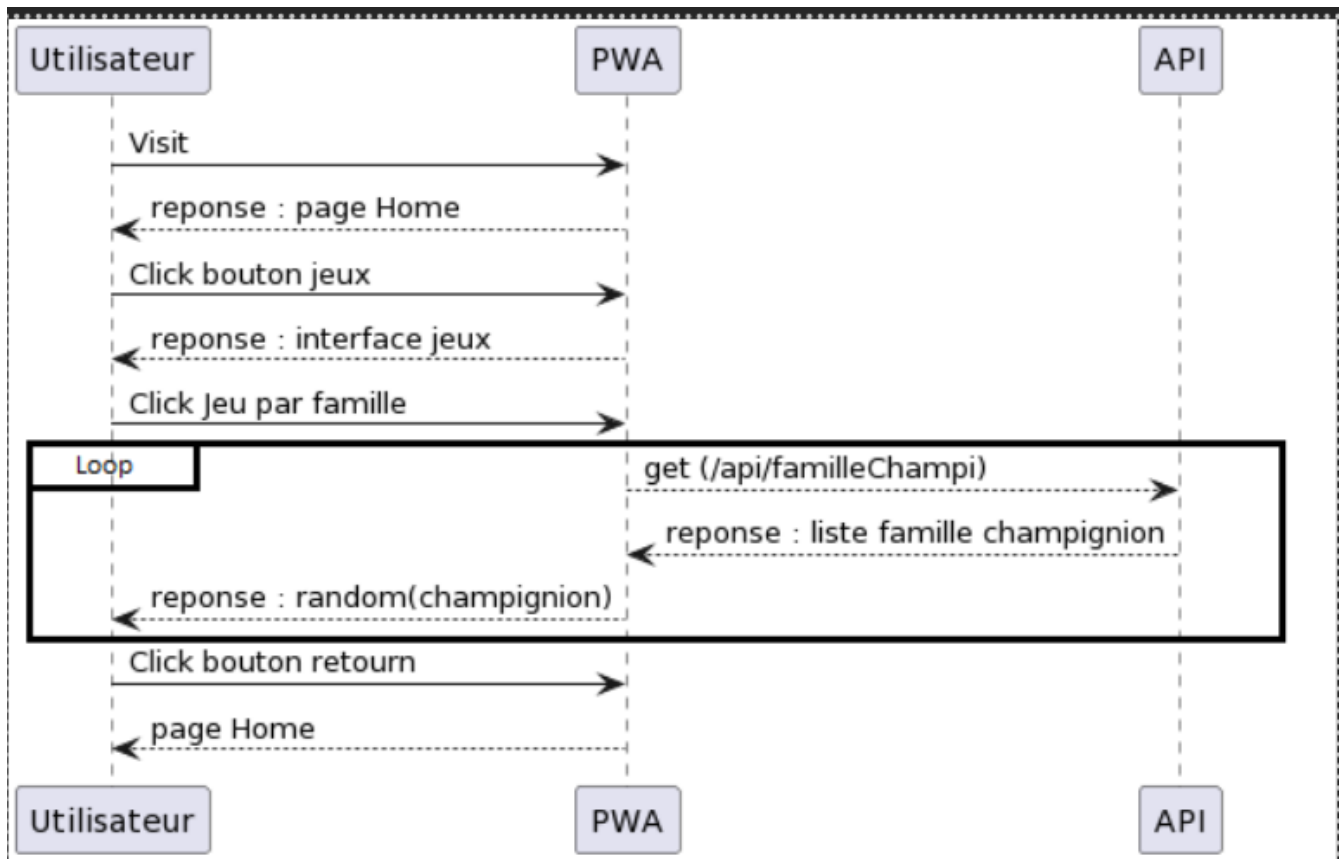 Utilisateur
PWA
API
Visit
reponse : page Home
Click bouton jeux
reponse : interface jeux
Click Jeu par famille
Loop
get (/api/familleChampi)
reponse : liste famille champignion
reponse : random(champignion)
Click bouton retourn
page Home
Utilisateur
PWA
API